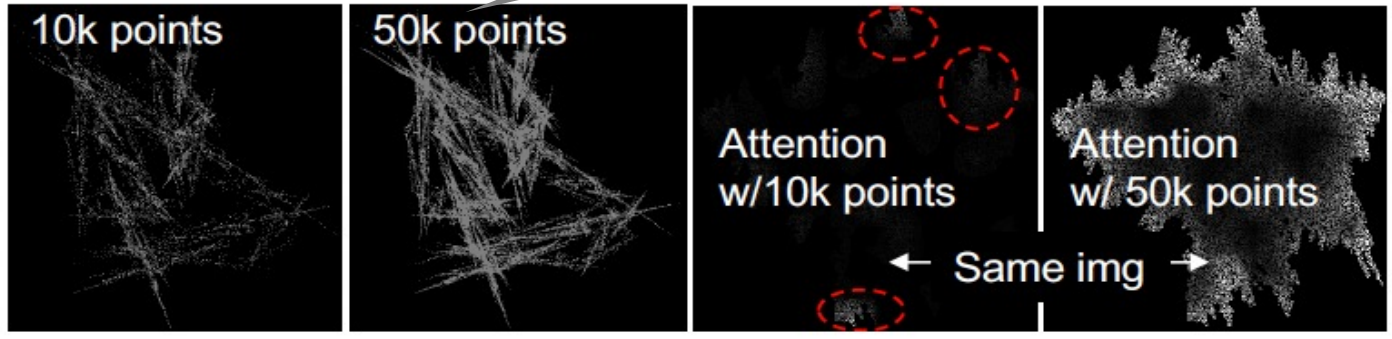 10k points
50k points
Attention
w/10k points
Attention
w/ 50k points
Same img